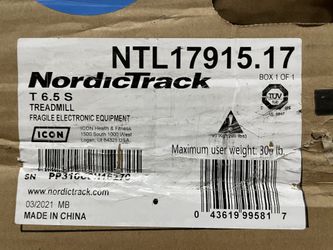 NTL17915.17
NordicTrack
BOX 1 OF 1
T 6.5 S
TREADMILL
FRAGILE ELECTRONIC EQUIPMENT
TUV
ICON
ICON Health & Fitness
1500 South 1000 West
Logan, UT 84321 USA
Maximum user weight: 300 lb.
SN
www.nordictrack.com
03/2021 MB
MADE IN CHINA
0 43619 99581 7